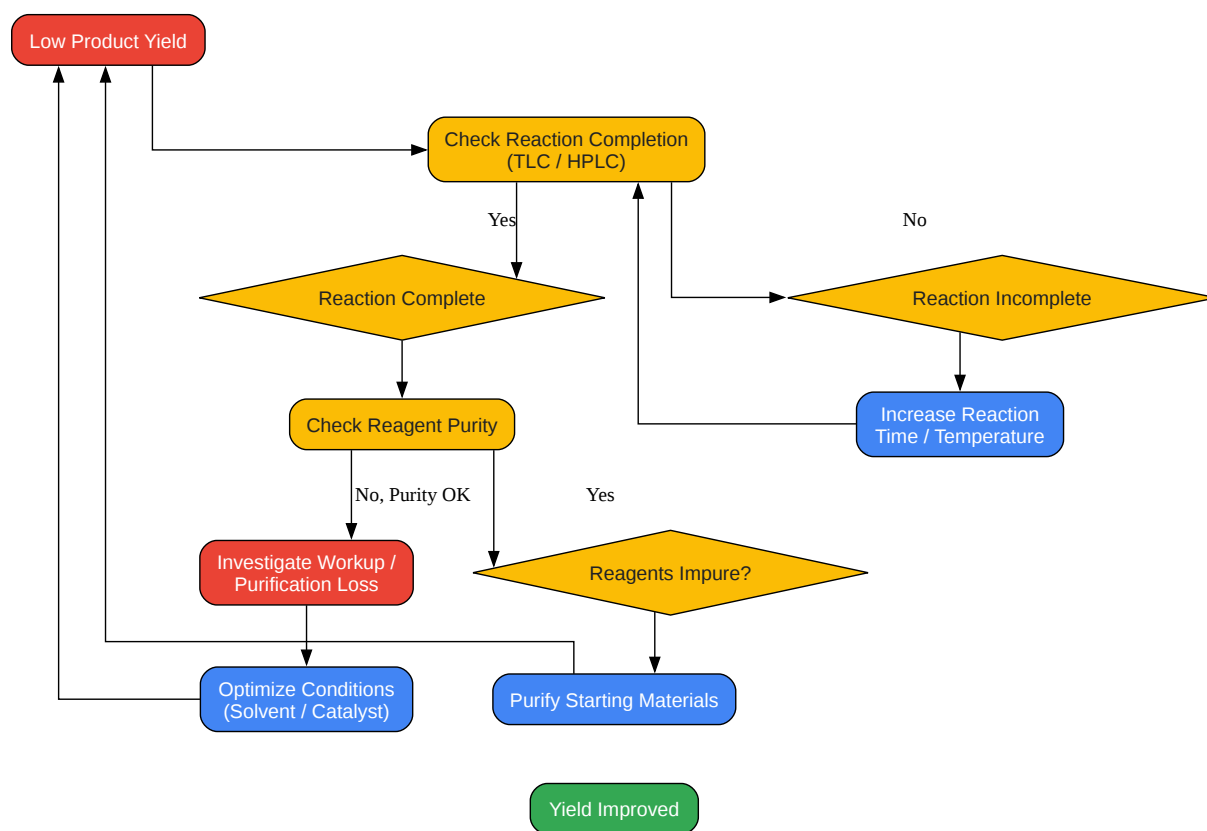 Low Product Yield
Check Reaction Completion
(TLC / HPLC)
Yes
No
Reaction Complete
Reaction Incomplete
Check Reagent Purity
Increase Reaction
Time / Temperature
No, Purity OK
Yes
Investigate Workup /
Purification Loss
Reagents Impure?
Optimize Conditions
(Solvent / Catalyst)
Purify Starting Materials
Yield Improved